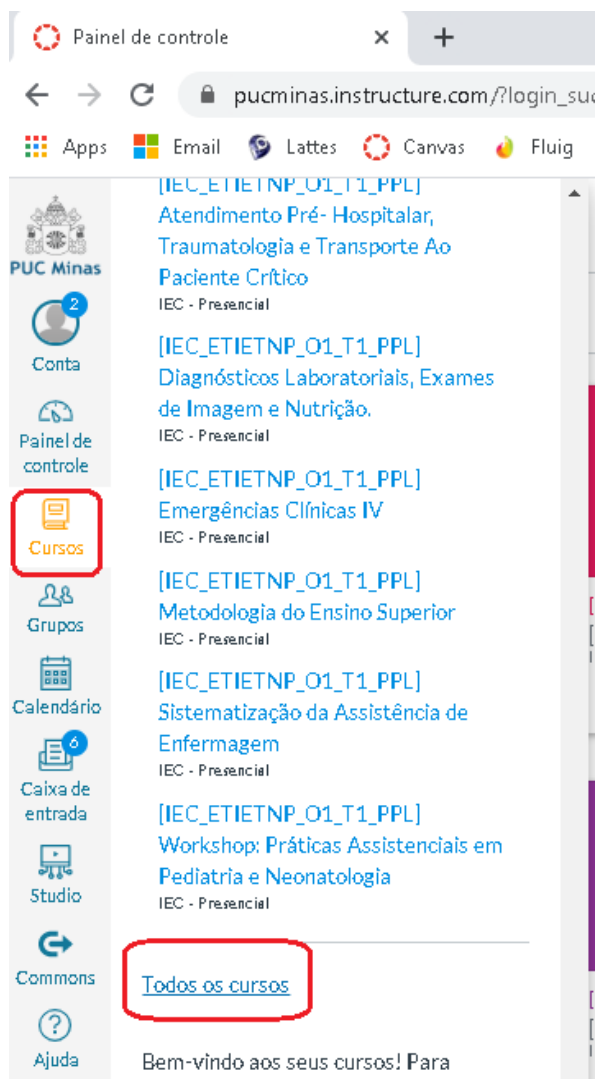 Painel de controle
pucminas.instructure.com/?login_suc
Apps
Email
Lattes
Canvas
Fluig
PUC Minas
2
Conta
Painel de
controle
Cursos
Grupos
Calendário
6
Caixa de
entrada
Studio
Commons
Ajuda
[IEC_ETIETNP_O1_T1_PPL]
Atendimento Pré- Hospitalar,
Traumatologia e Transporte Ao
Paciente Crítico
IEC - Presencial
[IEC_ETIETNP_O1_T1_PPL]
Diagnósticos Laboratoriais, Exames
de Imagem e Nutrição.
IEC - Presencial
[IEC_ETIETNP_O1_T1_PPL]
Emergências Clínicas IV
IEC - Presencial
[IEC_ETIETNP_O1_T1_PPL]
Metodologia do Ensino Superior
IEC - Presencial
[IEC_ETIETNP_O1_T1_PPL]
Sistematização da Assistência de
Enfermagem
IEC - Presencial
[IEC_ETIETNP_O1_T1_PPL]
Workshop: Práticas Assistenciais em
Pediatria e Neonatologia
IEC - Presencial
Todos os cursos
Bem-vindo aos seus cursos! Para